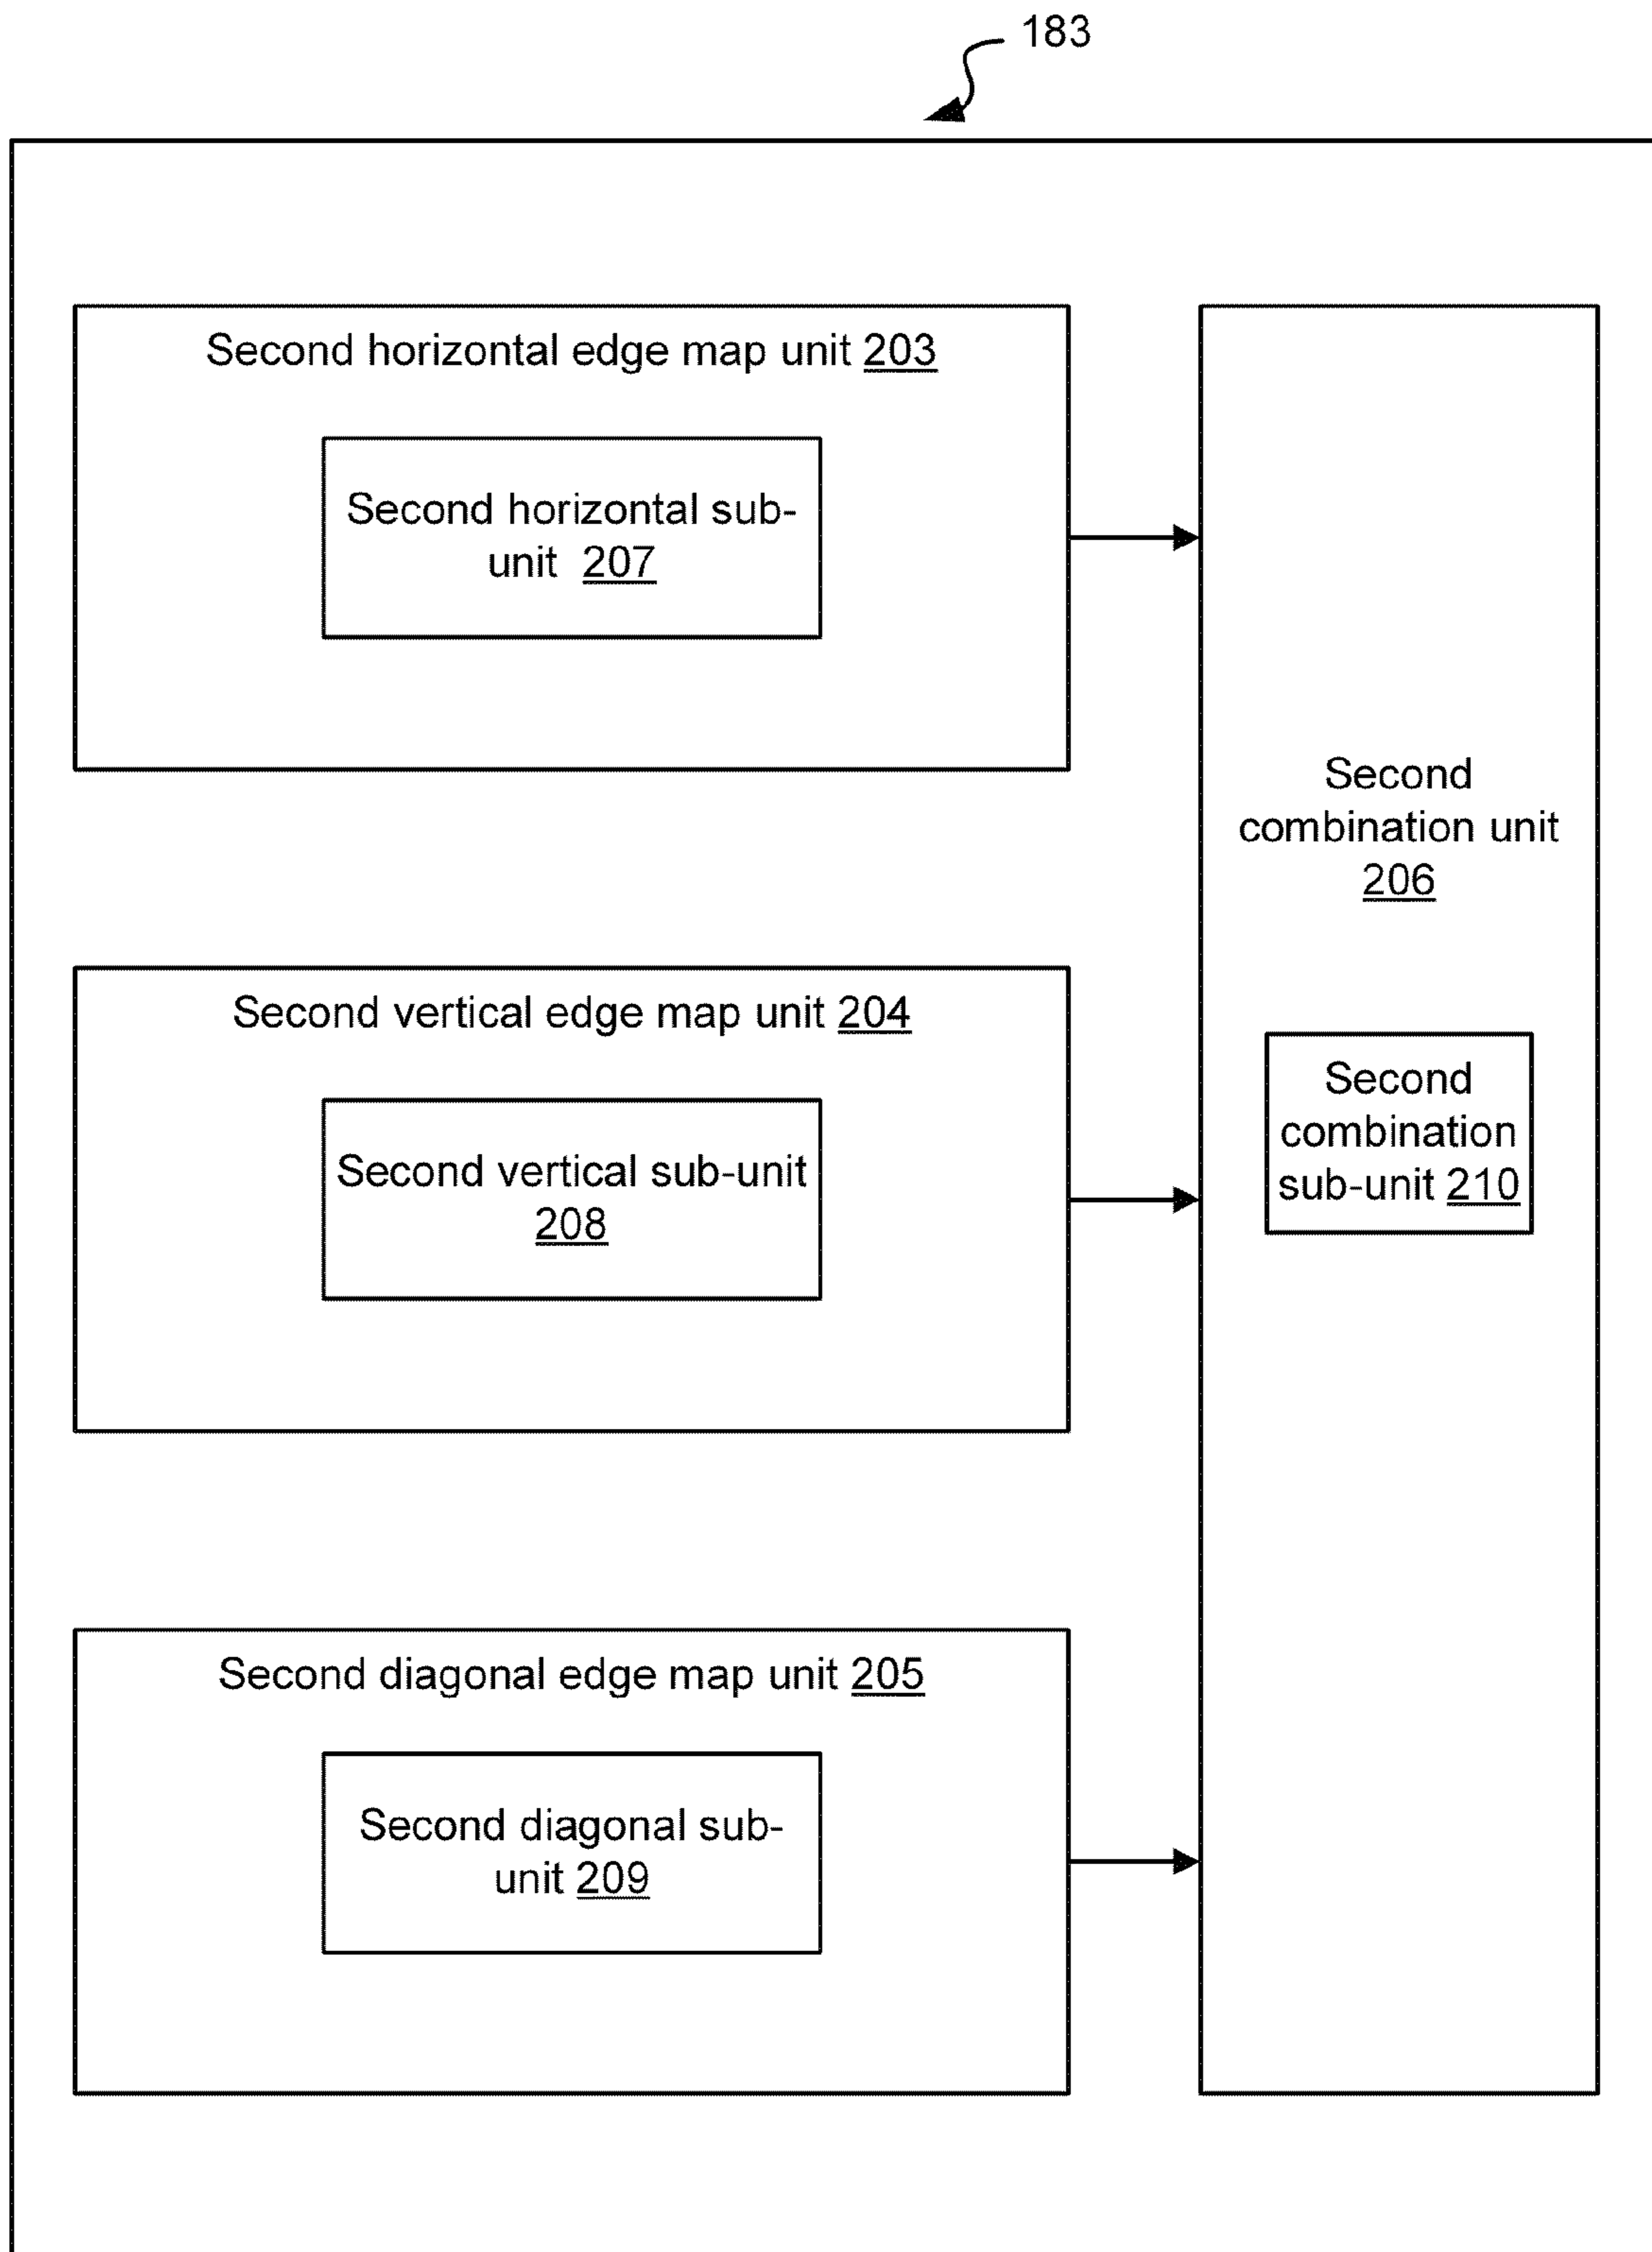 183
Second horizontal edge map unit 203
Second horizontal sub-
unit 207
Second
combination unit
206
Second vertical edge map unit 204
Second vertical sub-unit
208
Second
combination
sub-unit 210
Second diagonal edge map unit 205
Second diagonal sub-
unit 209